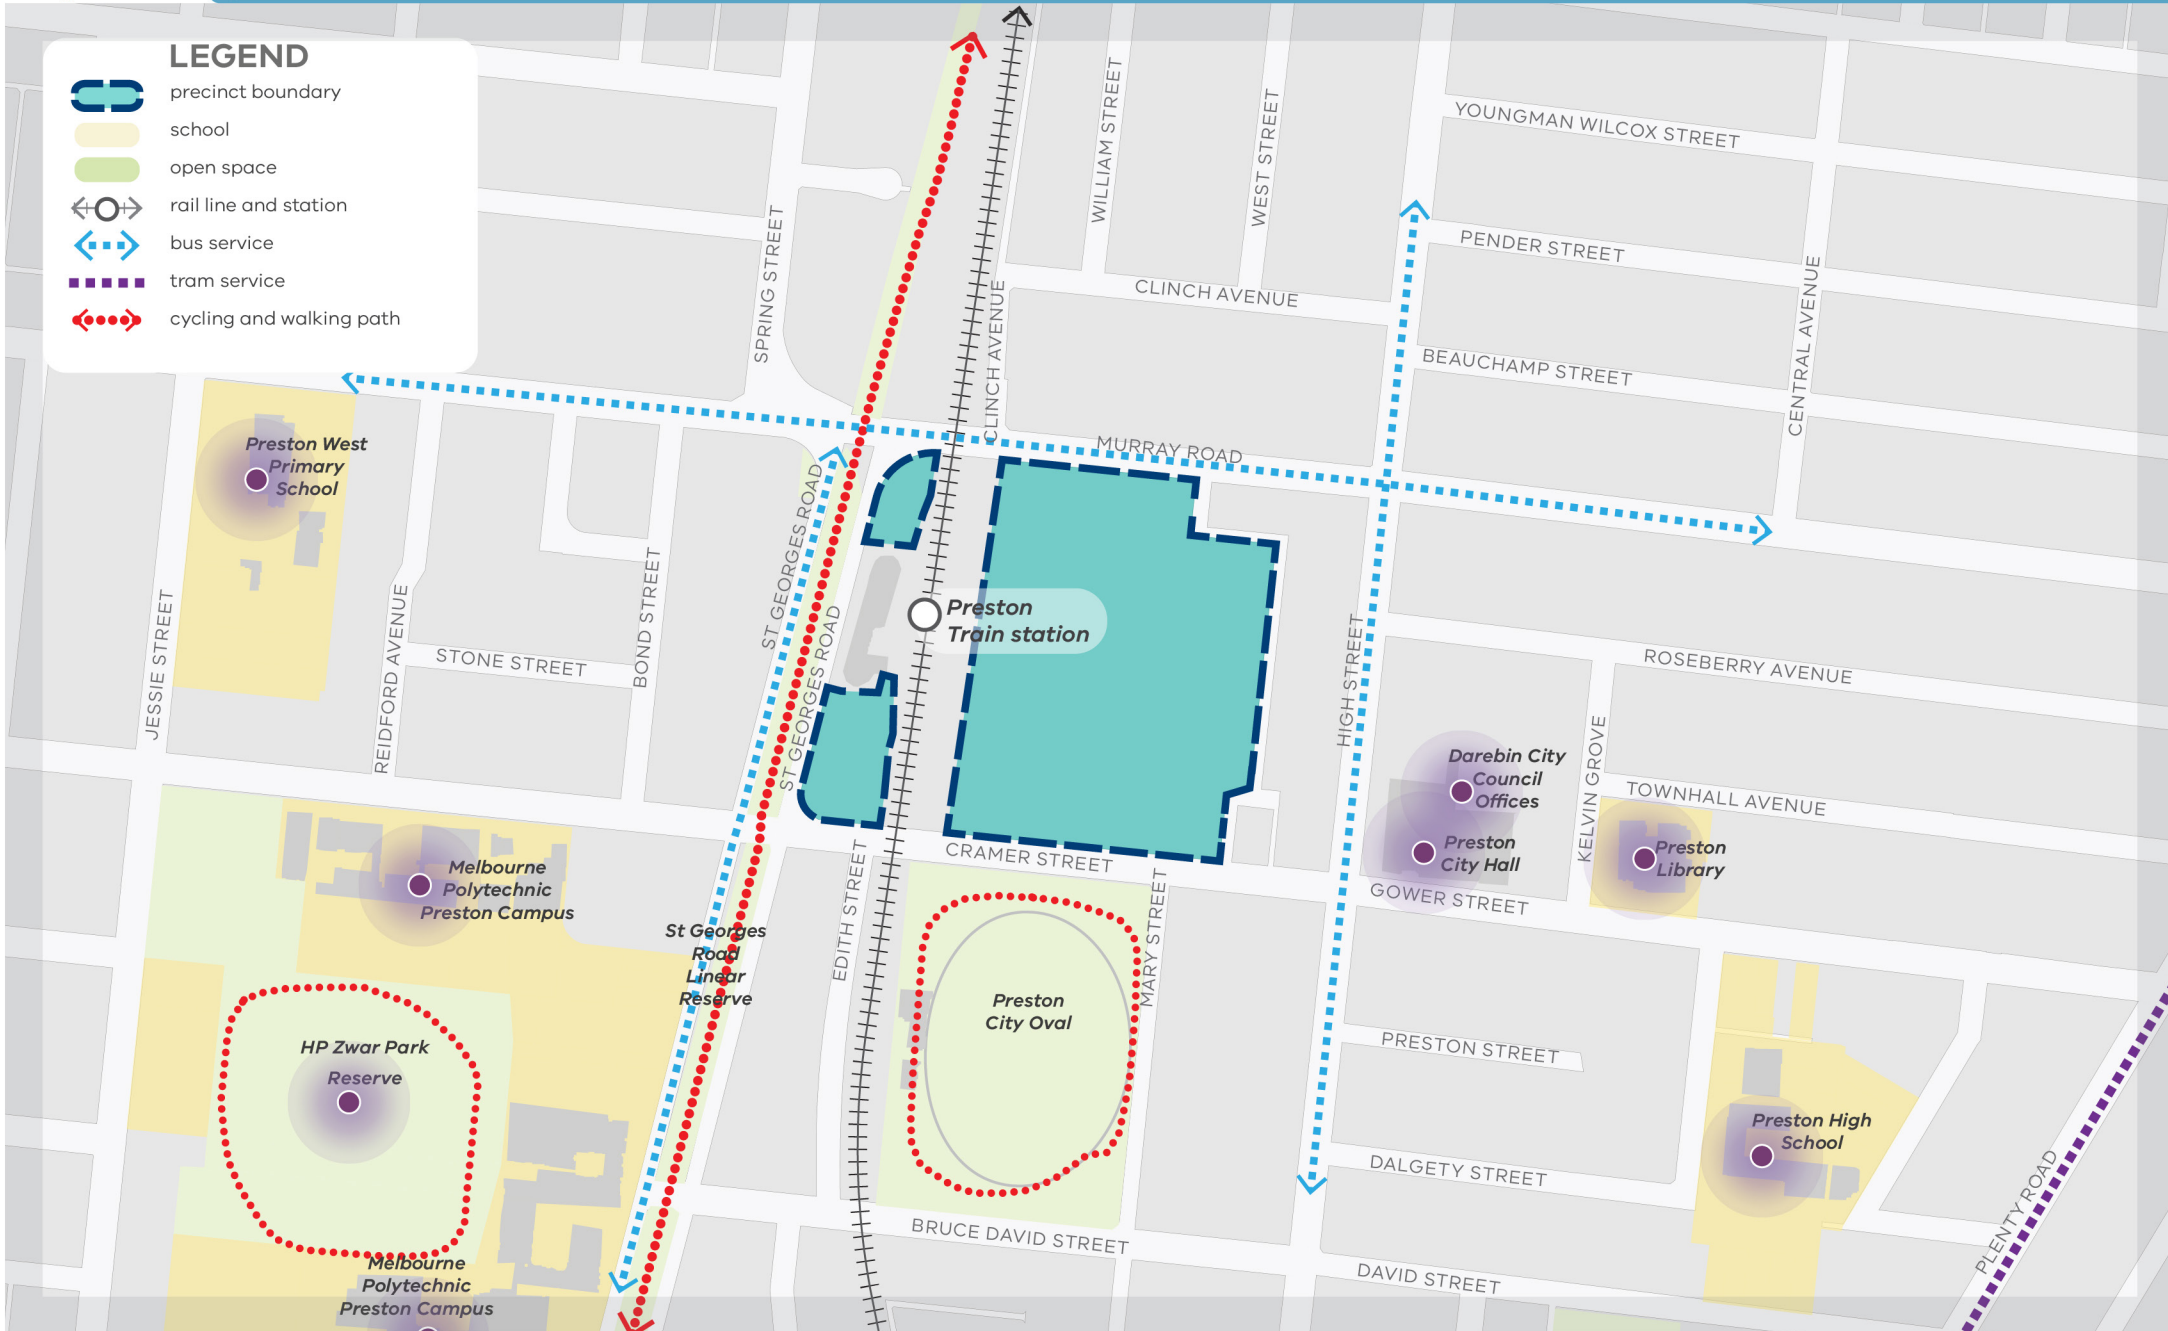 LEGEND
precinct boundary
school
open space
rail line and station
bus service
tram service
cycling and walking path
WILLIAM STREET
WEST STREET
YOUNGMAN WILCOX STREET
SPRING STREET
PENDER STREET
CLINCH AVENUE
CLINCH AVENUE
BEAUCHAMP STREET
CENTRAL AVENUE
MURRAY ROAD
Preston West
Primary
School
ST GEORGES ROAD
ST GEORGES ROAD
JESSIE STREET
REIDFORD AVENUE
STONE STREET
BOND STREET
Preston
Train station
HIGH STREET
ROSEBERRY AVENUE
KELVIN GROVE
TOWNHALL AVENUE
Darebin City
Council
Offices
Preston
City Hall
Preston
Library
GOWER STREET
CRAMER STREET
EDITH STREET
MARY STREET
Melbourne
Polytechnic
Preston Campus
St Georges
Road
Linear
Reserve
Preston
City Oval
HP Zwar Park
Reserve
PRESTON STREET
Preston High
School
DALGETY STREET
PLENTY ROAD
BRUCE DAVID STREET
DAVID STREET
Melbourne
Polytechnic
Preston Campus